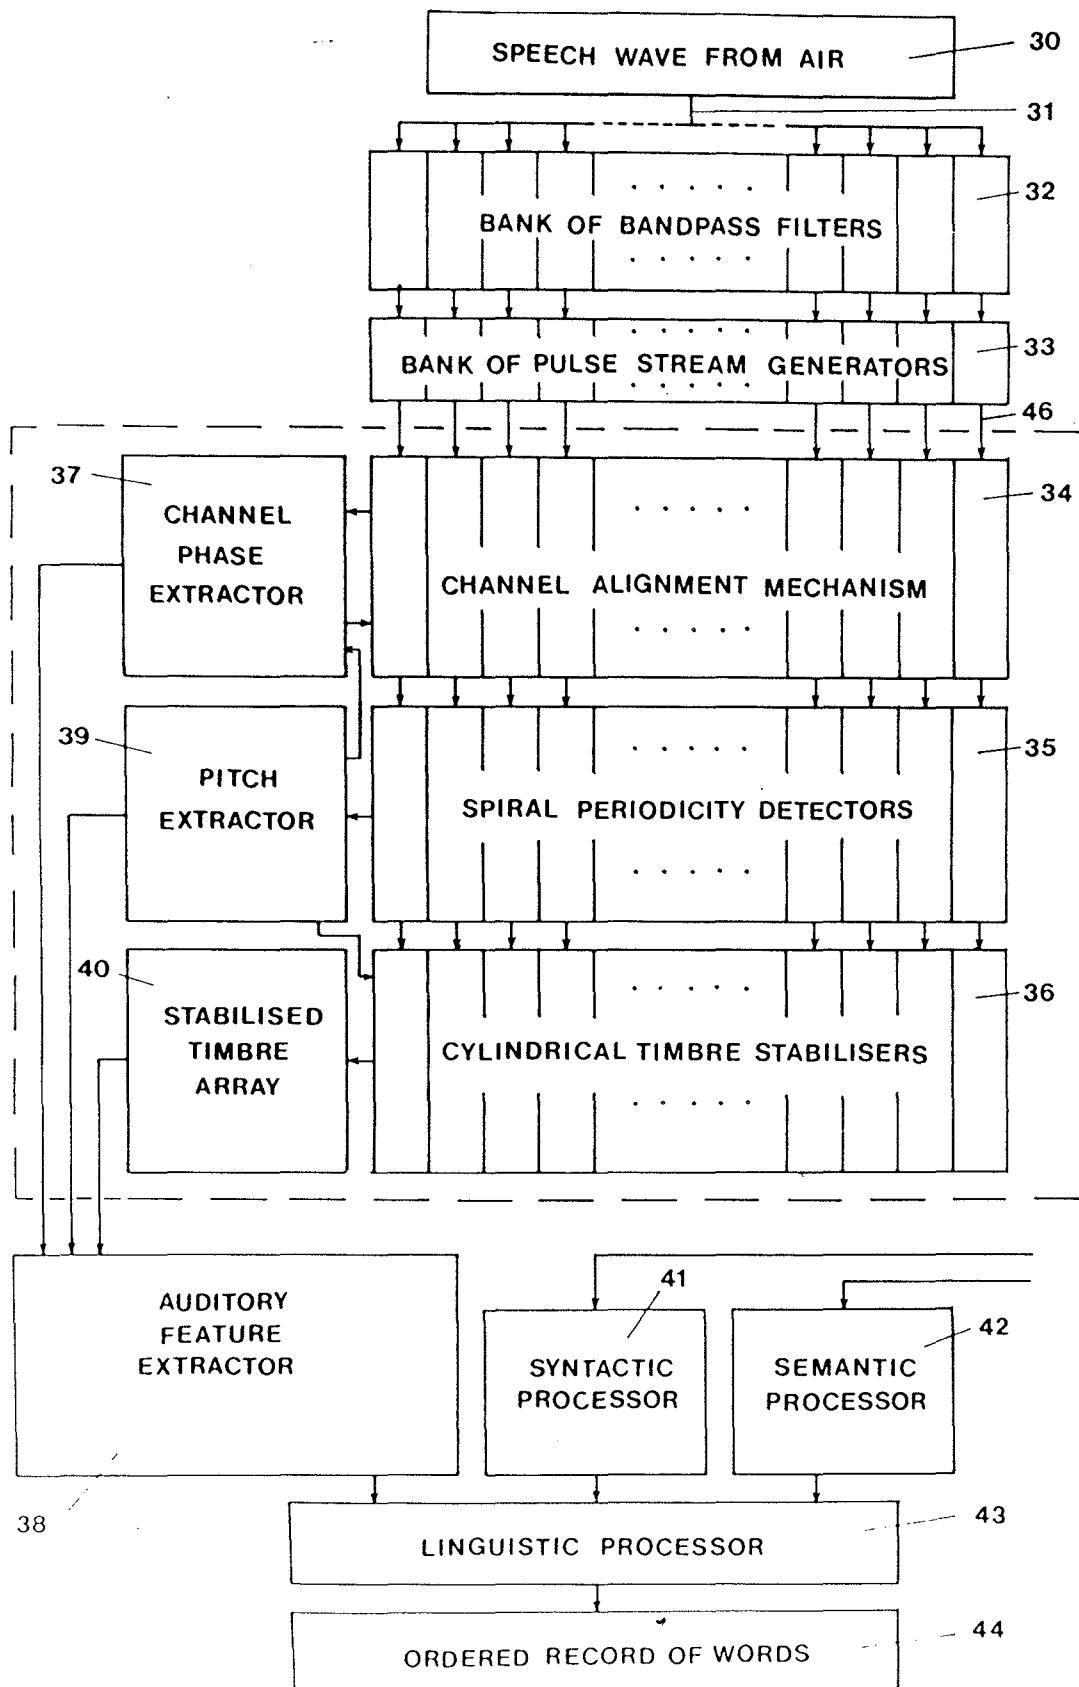 SPEECH WAVE FROM AIR
30
31
32
BANK OF BANDPASS FILTERS
33
BANK OF PULSE STREAM GENERATORS
46
37
34
CHANNEL
PHASE
EXTRACTOR
CHANNEL ALIGNMENT MECHANISM
39
35
PITCH
EXTRACTOR
SPIRAL PERIODICITY DETECTORS
40
36
STABILISED
TIMBRE
ARRAY
CYLINDRICAL TIMBRE STABILISERS
41
42
AUDITORY
FEATURE
EXTRACTOR
SYNTACTIC
PROCESSOR
SEMANTIC
PROCESSOR
38
43
LINGUISTIC PROCESSOR
44
ORDERED RECORD OF WORDS